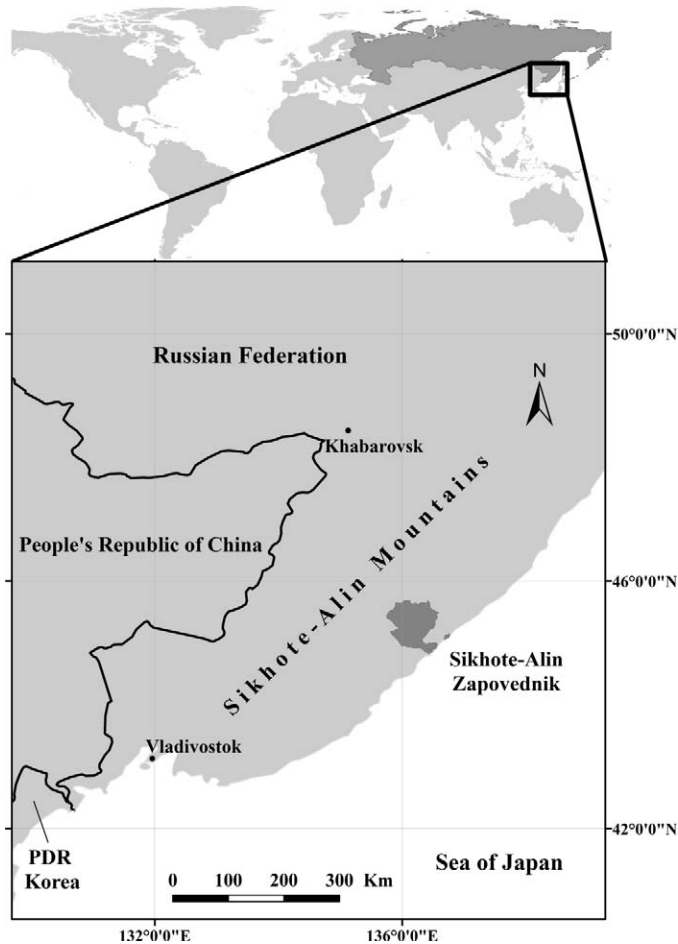 50°0'0"N
Russian Federation
N
Khabarovsk
Sikhote-Alin Mountains
People's Republic of China
46°0'0"N
Sikhote-Alin
Zapovednik
Vladivostok
42°0'0"N
PDR
Korea
Sea of Japan
0 100 200 300 Km
132°0'0"E 136°0'0"E